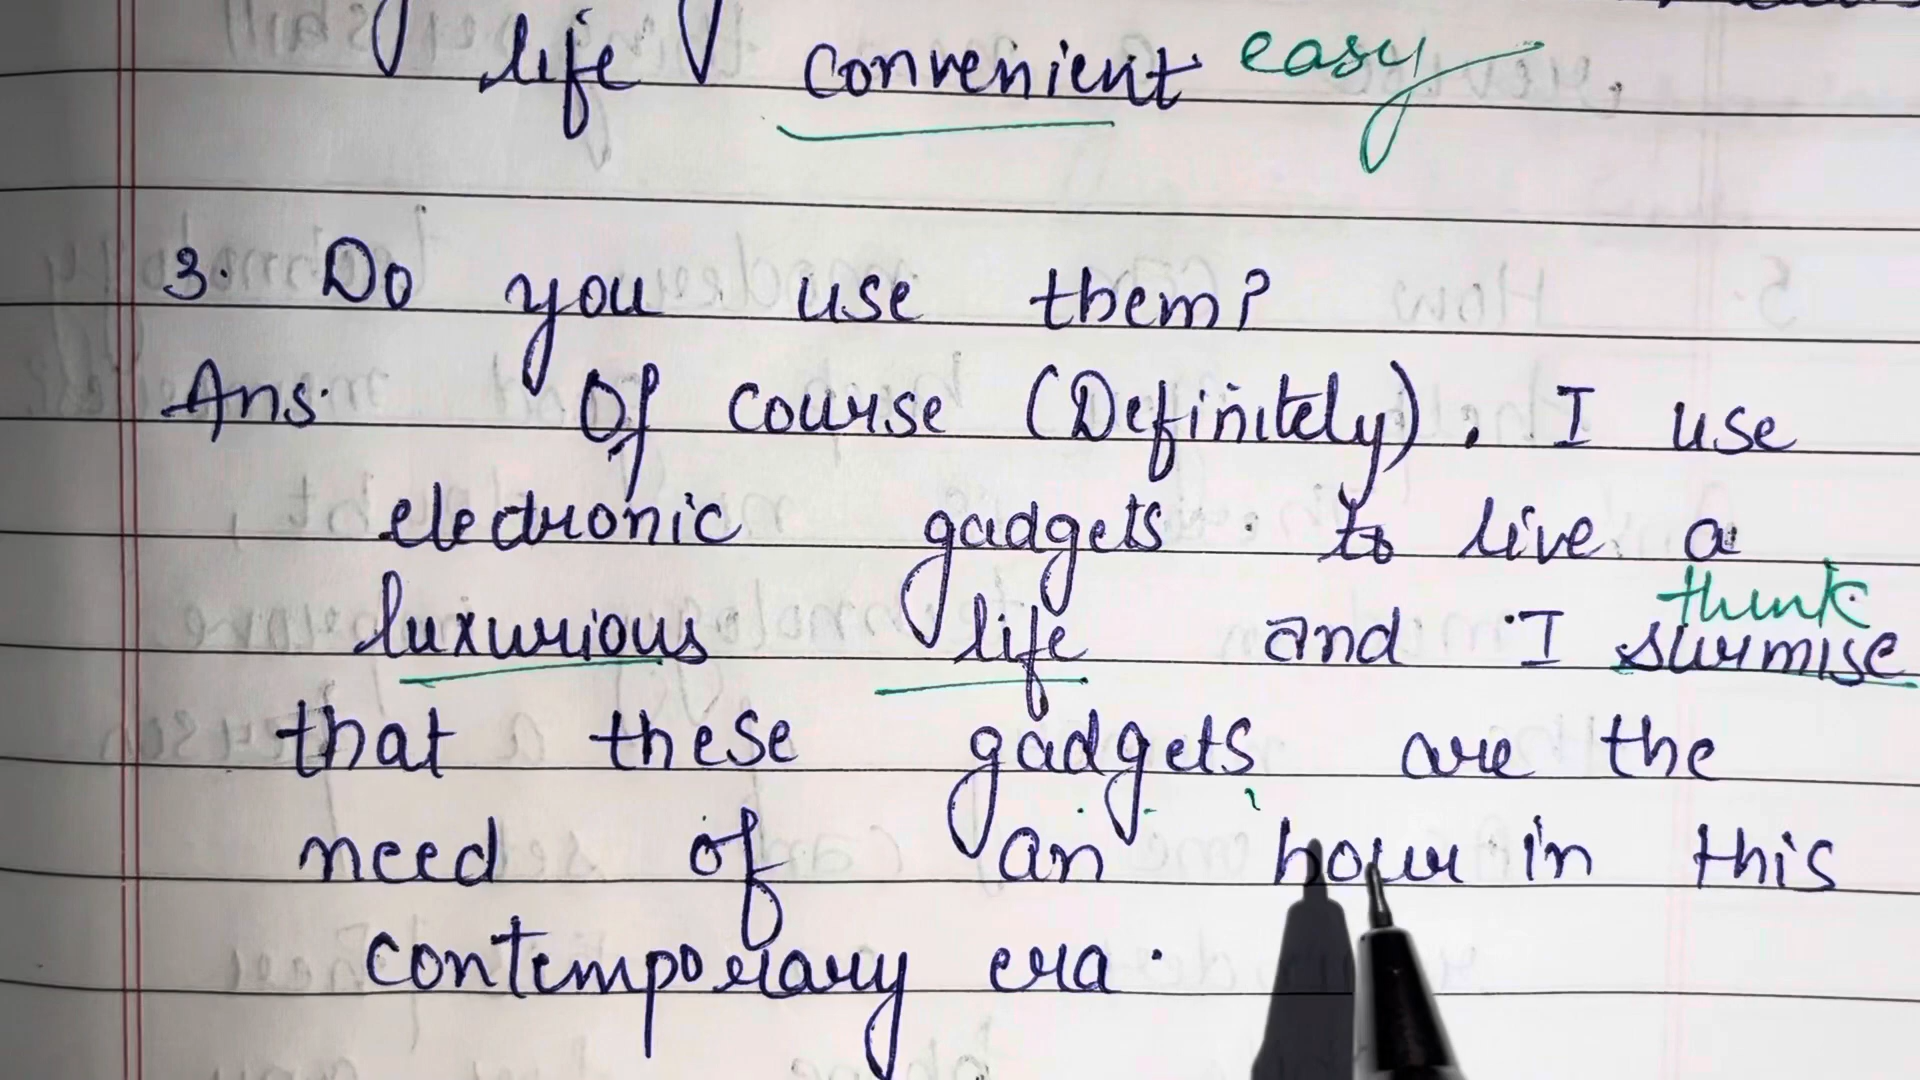 life convenient easy
3. Do you use them?
Ans. Of course (Definitely). I use
electronic gadgets to live a
think
luxurious life and I surmise
that these gadgets are the
need of an hour in this
contemporary era.